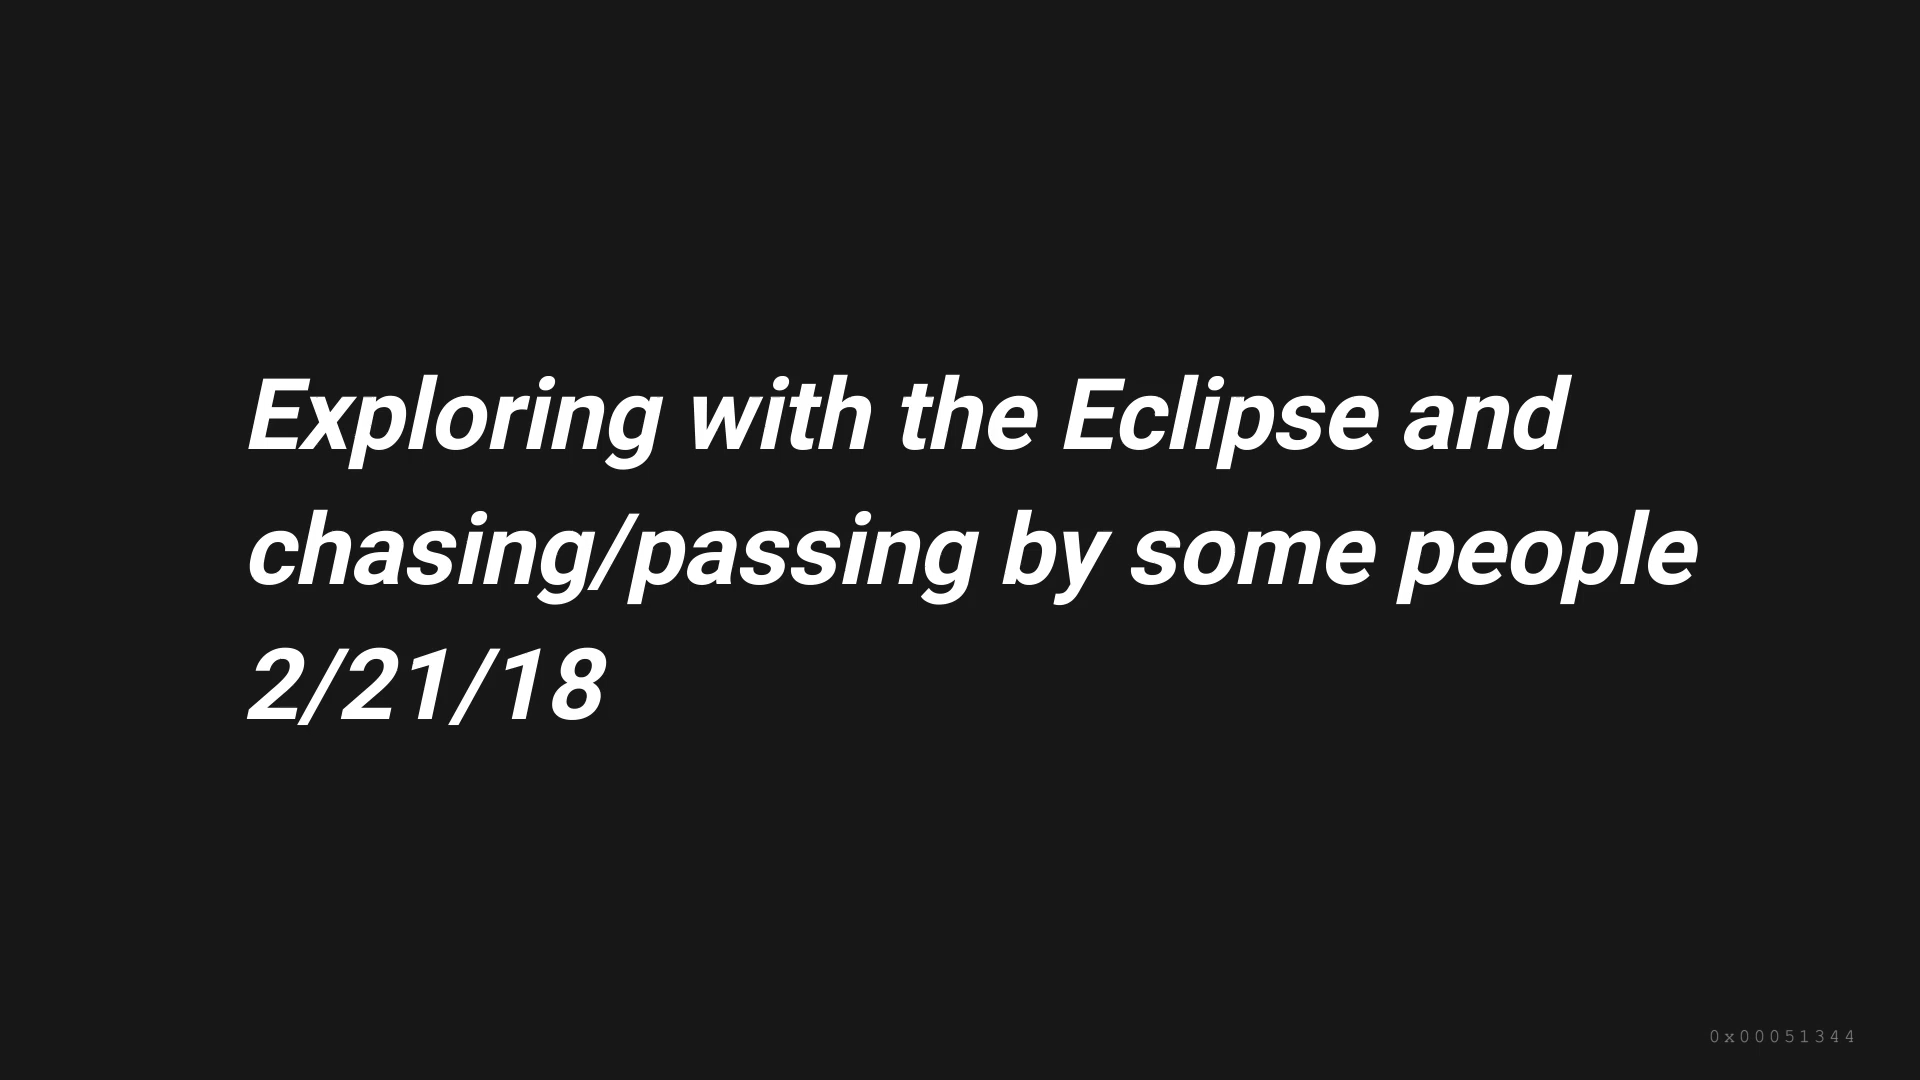 Exploring with the Eclipse and
chasing/passing by some people
2/21/18
0x00051344